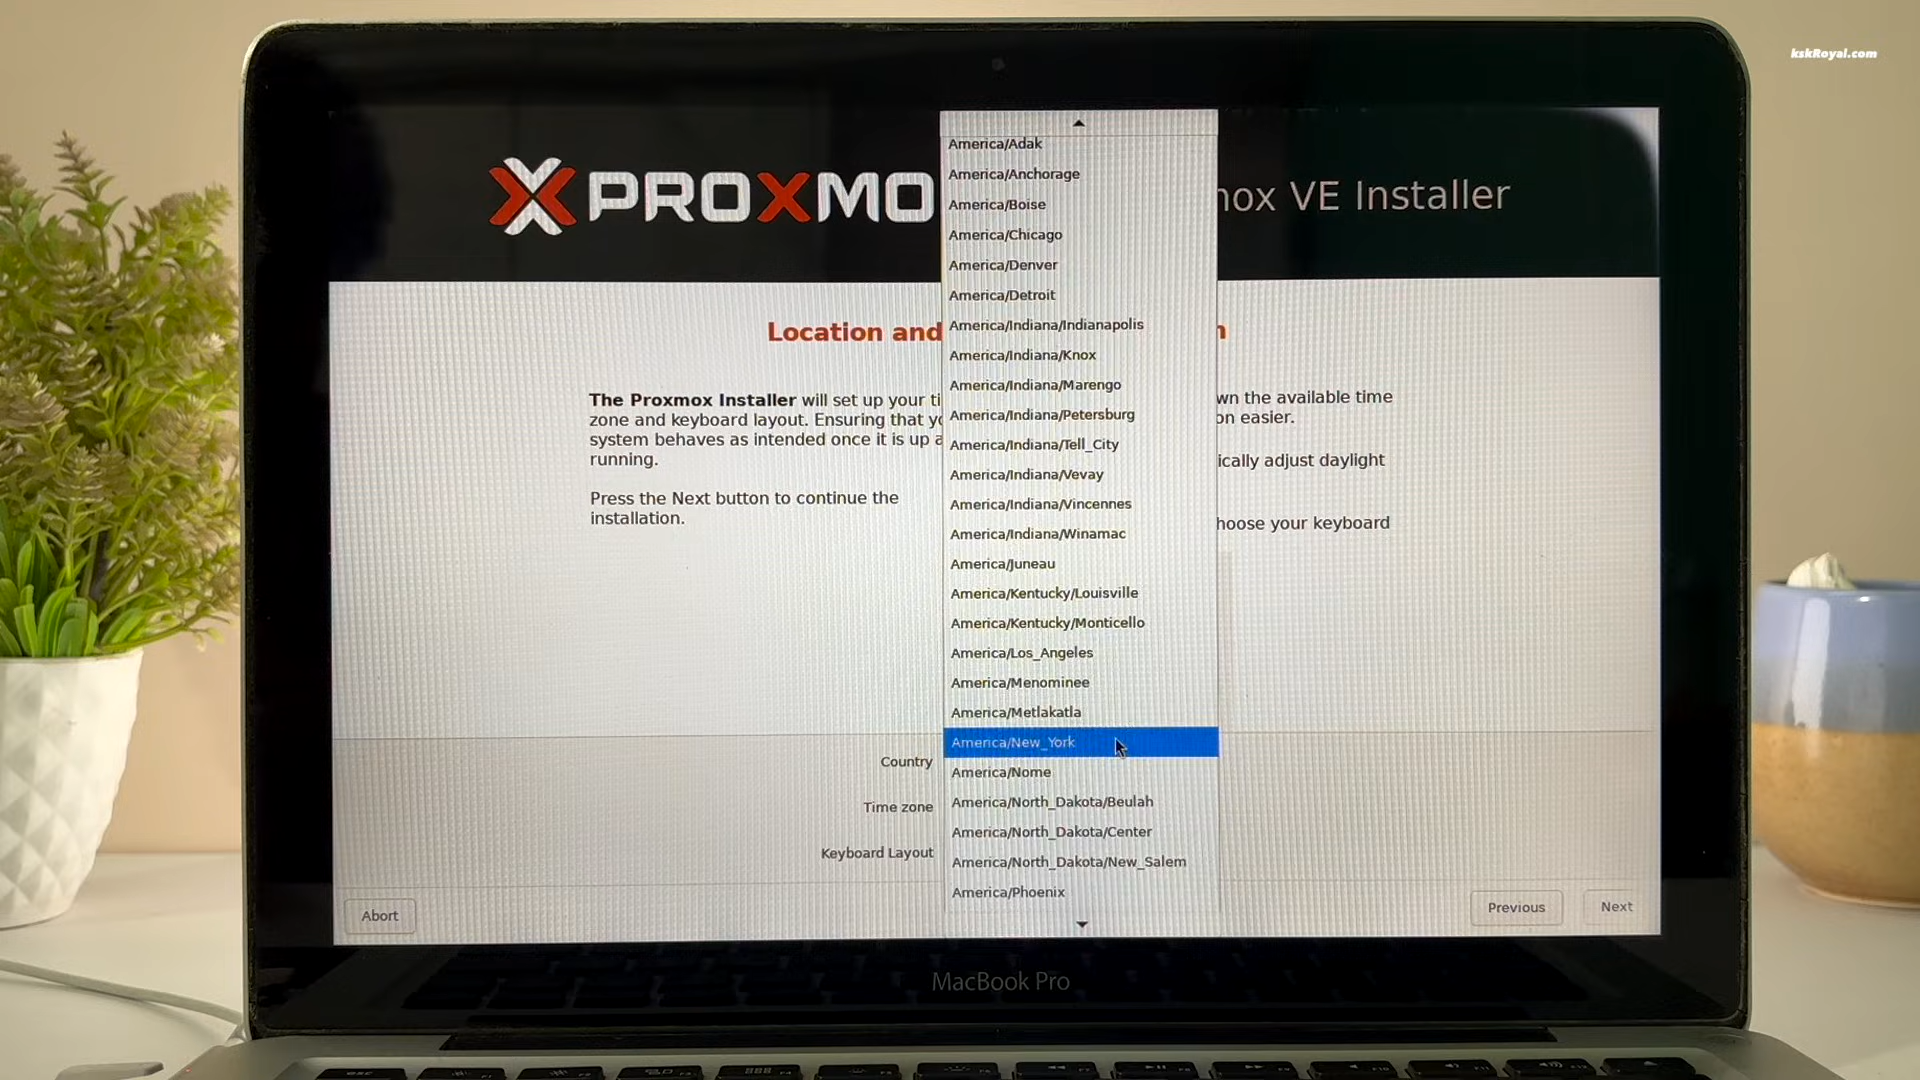 kskRoyal.com
PROXMO
mox VE Installer
Location and
n
The Proxmox Installer will set up your ti
zone and keyboard layout. Ensuring that yo
system behaves as intended once it is up a
running.
Press the Next button to continue the
installation.
America/Adak
America/Anchorage
America/Boise
America/Chicago
America/Denver
America/Detroit
America/Indiana/Indianapolis
America/Indiana/Knox
America/Indiana/Marengo
America/Indiana/Petersburg
America/Indiana/Tell_City
America/Indiana/Vevay
America/Indiana/Vincennes
America/Indiana/Winamac
America/Juneau
America/Kentucky/Louisville
America/Kentucky/Monticello
America/Los_Angeles
America/Menominee
America/Metlakatla
America/New_York
America/Nome
America/North_Dakota/Beulah
America/North_Dakota/Center
America/North_Dakota/New_Salem
America/Phoenix
wn the available time
on easier.
ically adjust daylight
hoose your keyboard
Country
Time zone
Keyboard Layout
Abort
Previous
Next
MacBook Pro